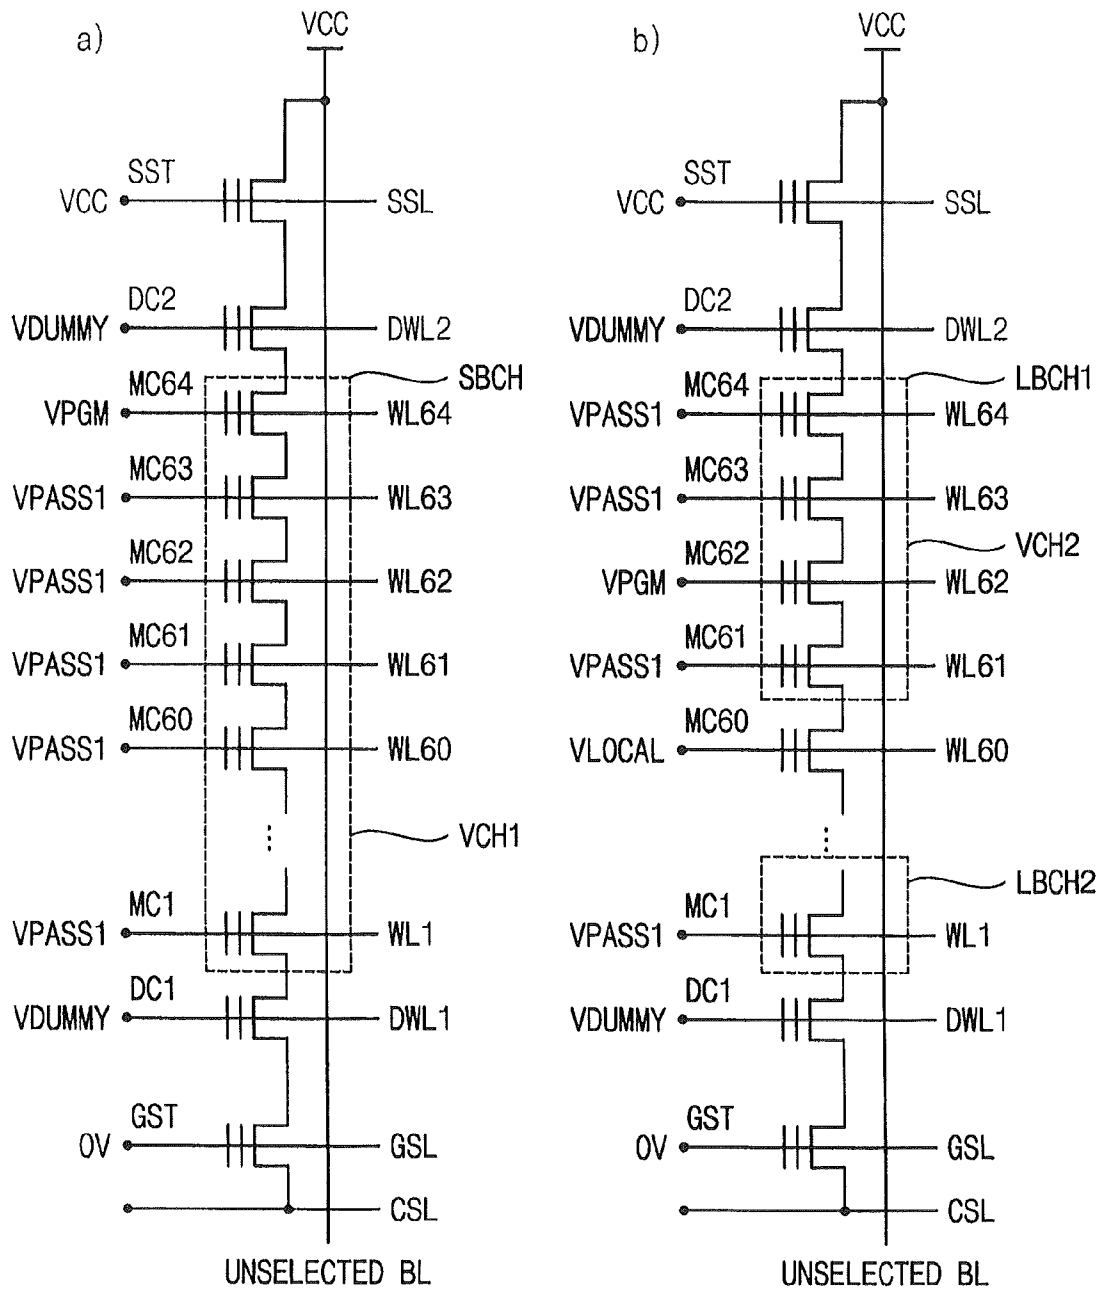 a)
VCC
SST
VCC
SSL
DC2
VDUMMY
DWL2
SBCH
MC64
VPGM
WL64
MC63
VPASS1
WL63
MC62
VPASS1
WL62
MC61
VPASS1
WL61
MC60
VPASS1
WL60
⋮
VCH1
MC1
VPASS1
WL1
DC1
VDUMMY
DWL1
GST
0V
GSL
CSL
UNSELECTED BL
b)
VCC
SST
VCC
SSL
DC2
VDUMMY
DWL2
LBCH1
MC64
VPASS1
WL64
MC63
VPASS1
WL63
VCH2
MC62
VPGM
WL62
MC61
VPASS1
WL61
MC60
VLOCAL
WL60
⋮
LBCH2
MC1
VPASS1
WL1
DC1
VDUMMY
DWL1
GST
0V
GSL
CSL
UNSELECTED BL